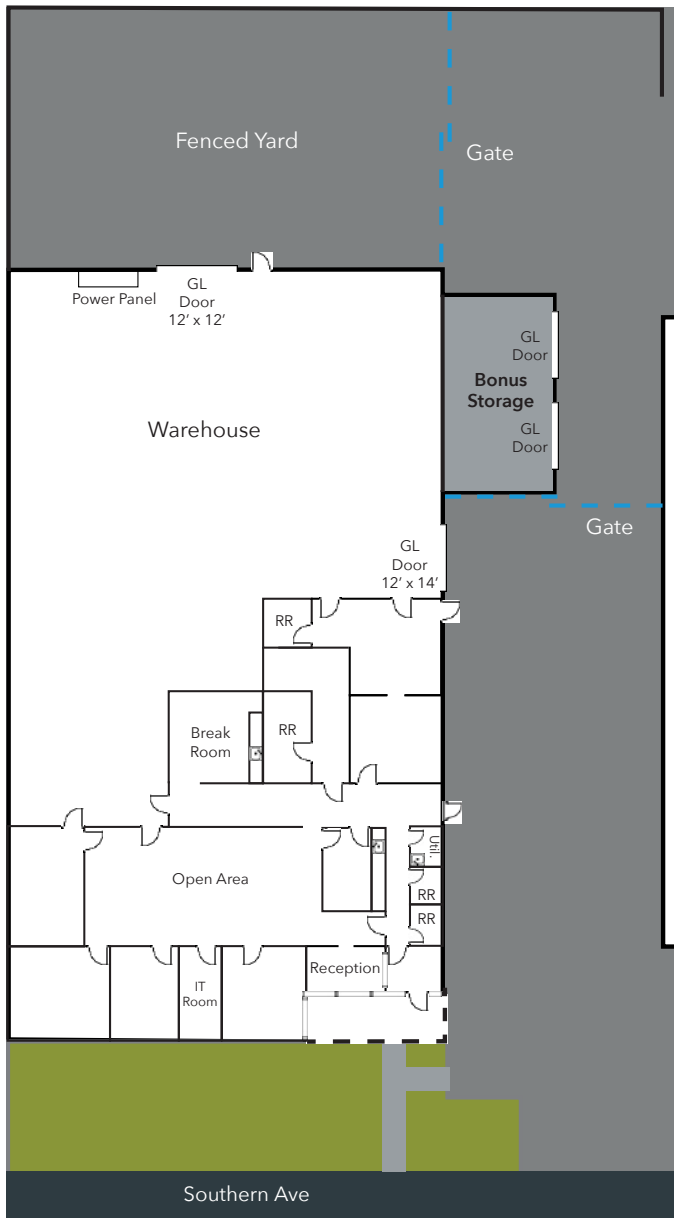 Fenced Yard
Gate
Power Panel
GL
Door
12’ x 12’
GL
Door
Bonus
Storage
GL
Door
Warehouse
Gate
GL
Door
12’ x 14’
RR
Break
Room
RR
Util.
Open Area
RR
RR
Reception
IT
Room
Southern Ave